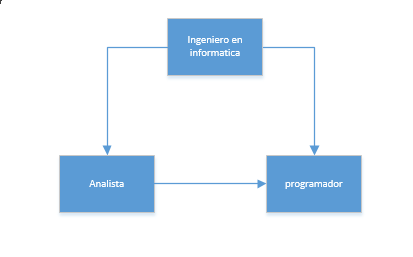 Ingeniero en
informatica
Analista
programador